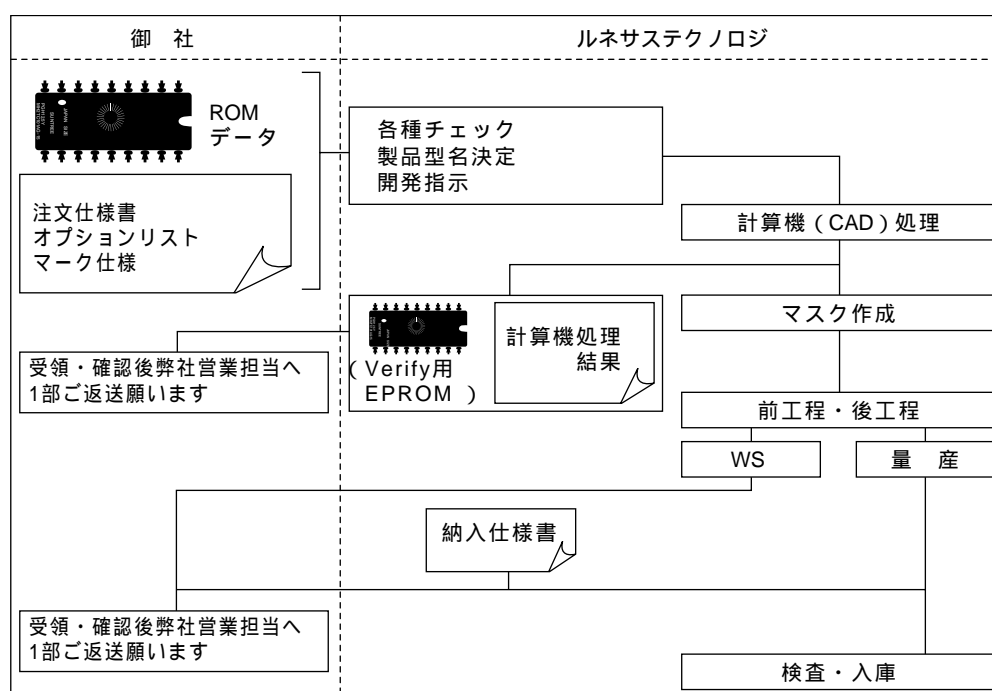 御 社
ルネサステクノロジ
ROM
データ
注文仕様書
オプションリスト
マーク仕様
各種チェック
製品型名決定
開発指示
計算機（CAD）処理
マスク作成
(Verify用
EPROM )
計算機処理
結果
受領・確認後弊社営業担当へ
1部ご返送願います
前工程・後工程
WS
量 産
納入仕様書
受領・確認後弊社営業担当へ
1部ご返送願います
検査・入庫